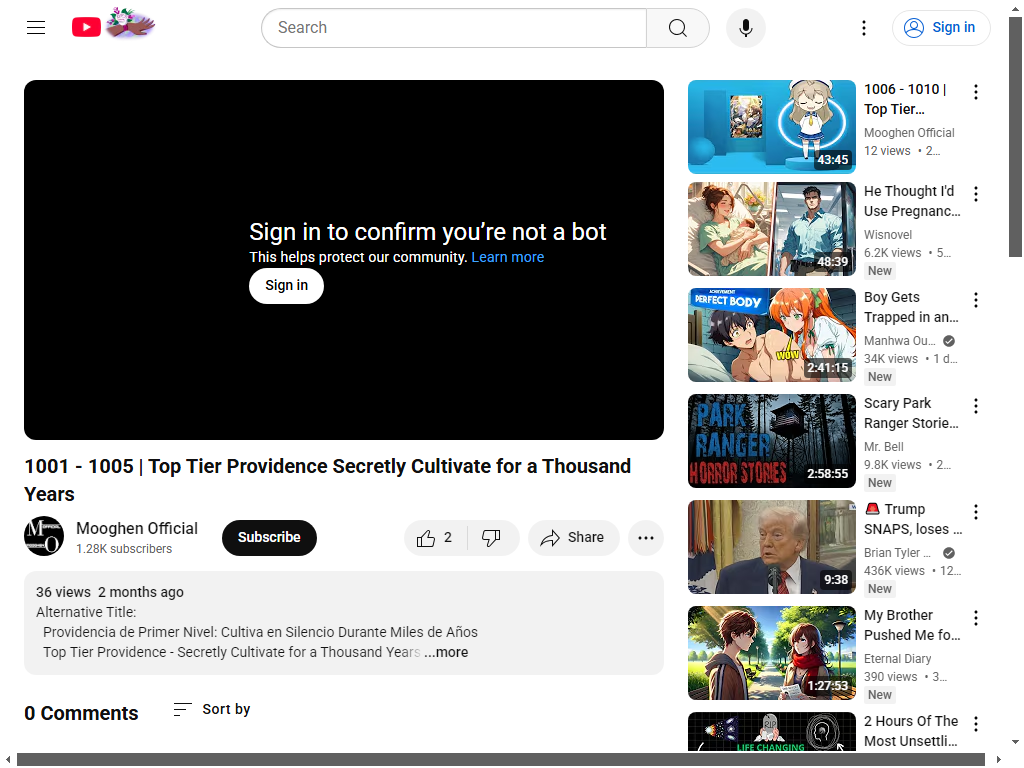 Search
Sign in
Sign in to confirm you're not a bot
This helps protect our community. Learn more
Sign in
1001 - 1005 | Top Tier Providence Secretly Cultivate for a Thousand
Years
Mooghen Official
1.28K subscribers
Subscribe
2
Share
36 views 2 months ago
Alternative Title:
Providencia de Primer Nivel: Cultiva en Silencio Durante Miles de Años
Top Tier Providence - Secretly Cultivate for a Thousand Years ...more
0 Comments
Sort by
43:45
1006 - 1010 |
Top Tier...
Mooghen Official
12 views • 2...
48:39
He Thought I'd
Use Pregnanc...
Wisnovel
6.2K views • 5...
New
ACHIEVEMENT
PERFECT BODY
WOW
2:41:15
Boy Gets
Trapped in an...
Manhwa Ou...
34K views • 1 d...
New
PARK
RANGER
HORROR STORIES
2:58:55
Scary Park
Ranger Storie...
Mr. Bell
9.8K views • 2...
New
9:38
🚨 Trump
SNAPS, loses ...
Brian Tyler ...
436K views • 12...
New
1:27:53
My Brother
Pushed Me fo...
Eternal Diary
390 views • 3...
New
RIP
LIFE CHANGING
2 Hours Of The
Most Unsettli...